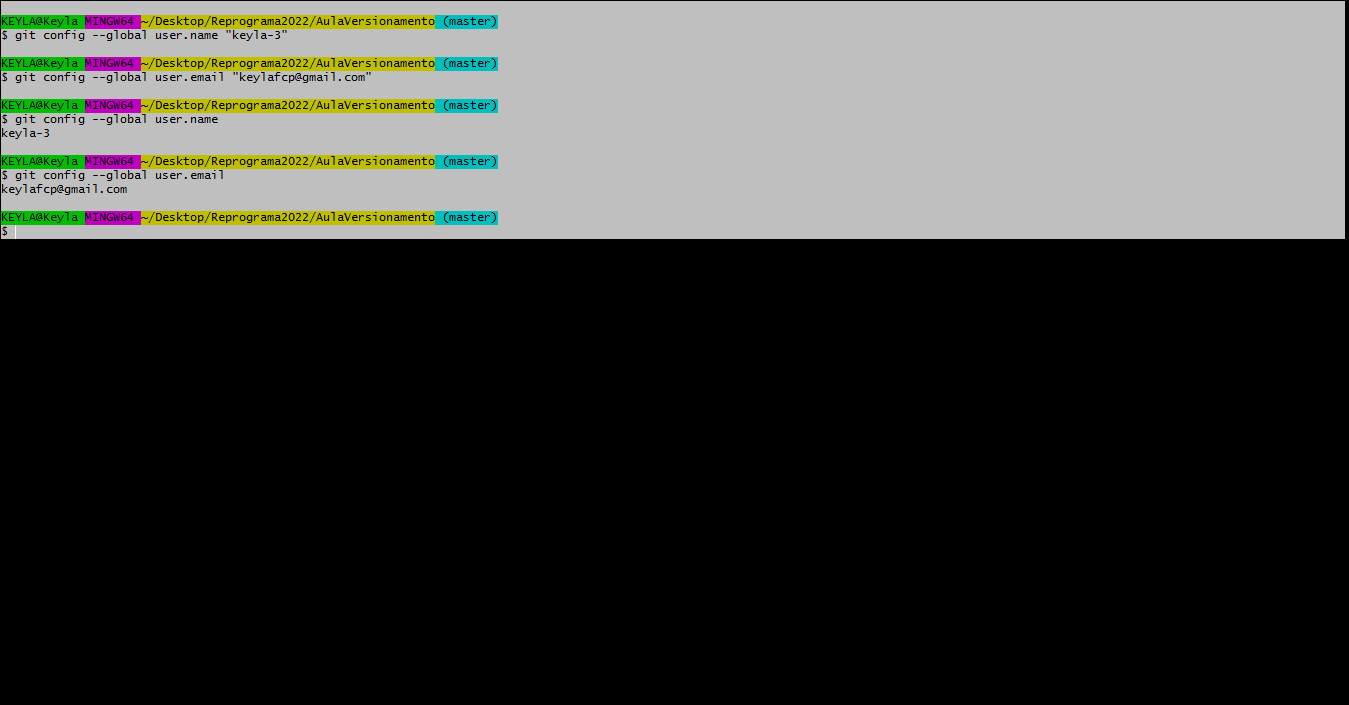 KEYLA@Keyla MINGW64 ~/Desktop/Reprograma2022/AulaVersionamento (master)
$ git config --global user.name "keyla-3"
KEYLA@Keyla MINGW64 ~/Desktop/Reprograma2022/AulaVersionamento (master)
$ git config --global user.email "keylafcp@gmail.com"
KEYLA@Keyla MINGW64 ~/Desktop/Reprograma2022/AulaVersionamento (master)
$ git config --global user.name
keyla-3
KEYLA@Keyla MINGW64 ~/Desktop/Reprograma2022/AulaVersionamento (master)
$ git config --global user.email
keylafcp@gmail.com
KEYLA@Keyla MINGW64 ~/Desktop/Reprograma2022/AulaVersionamento (master)
$